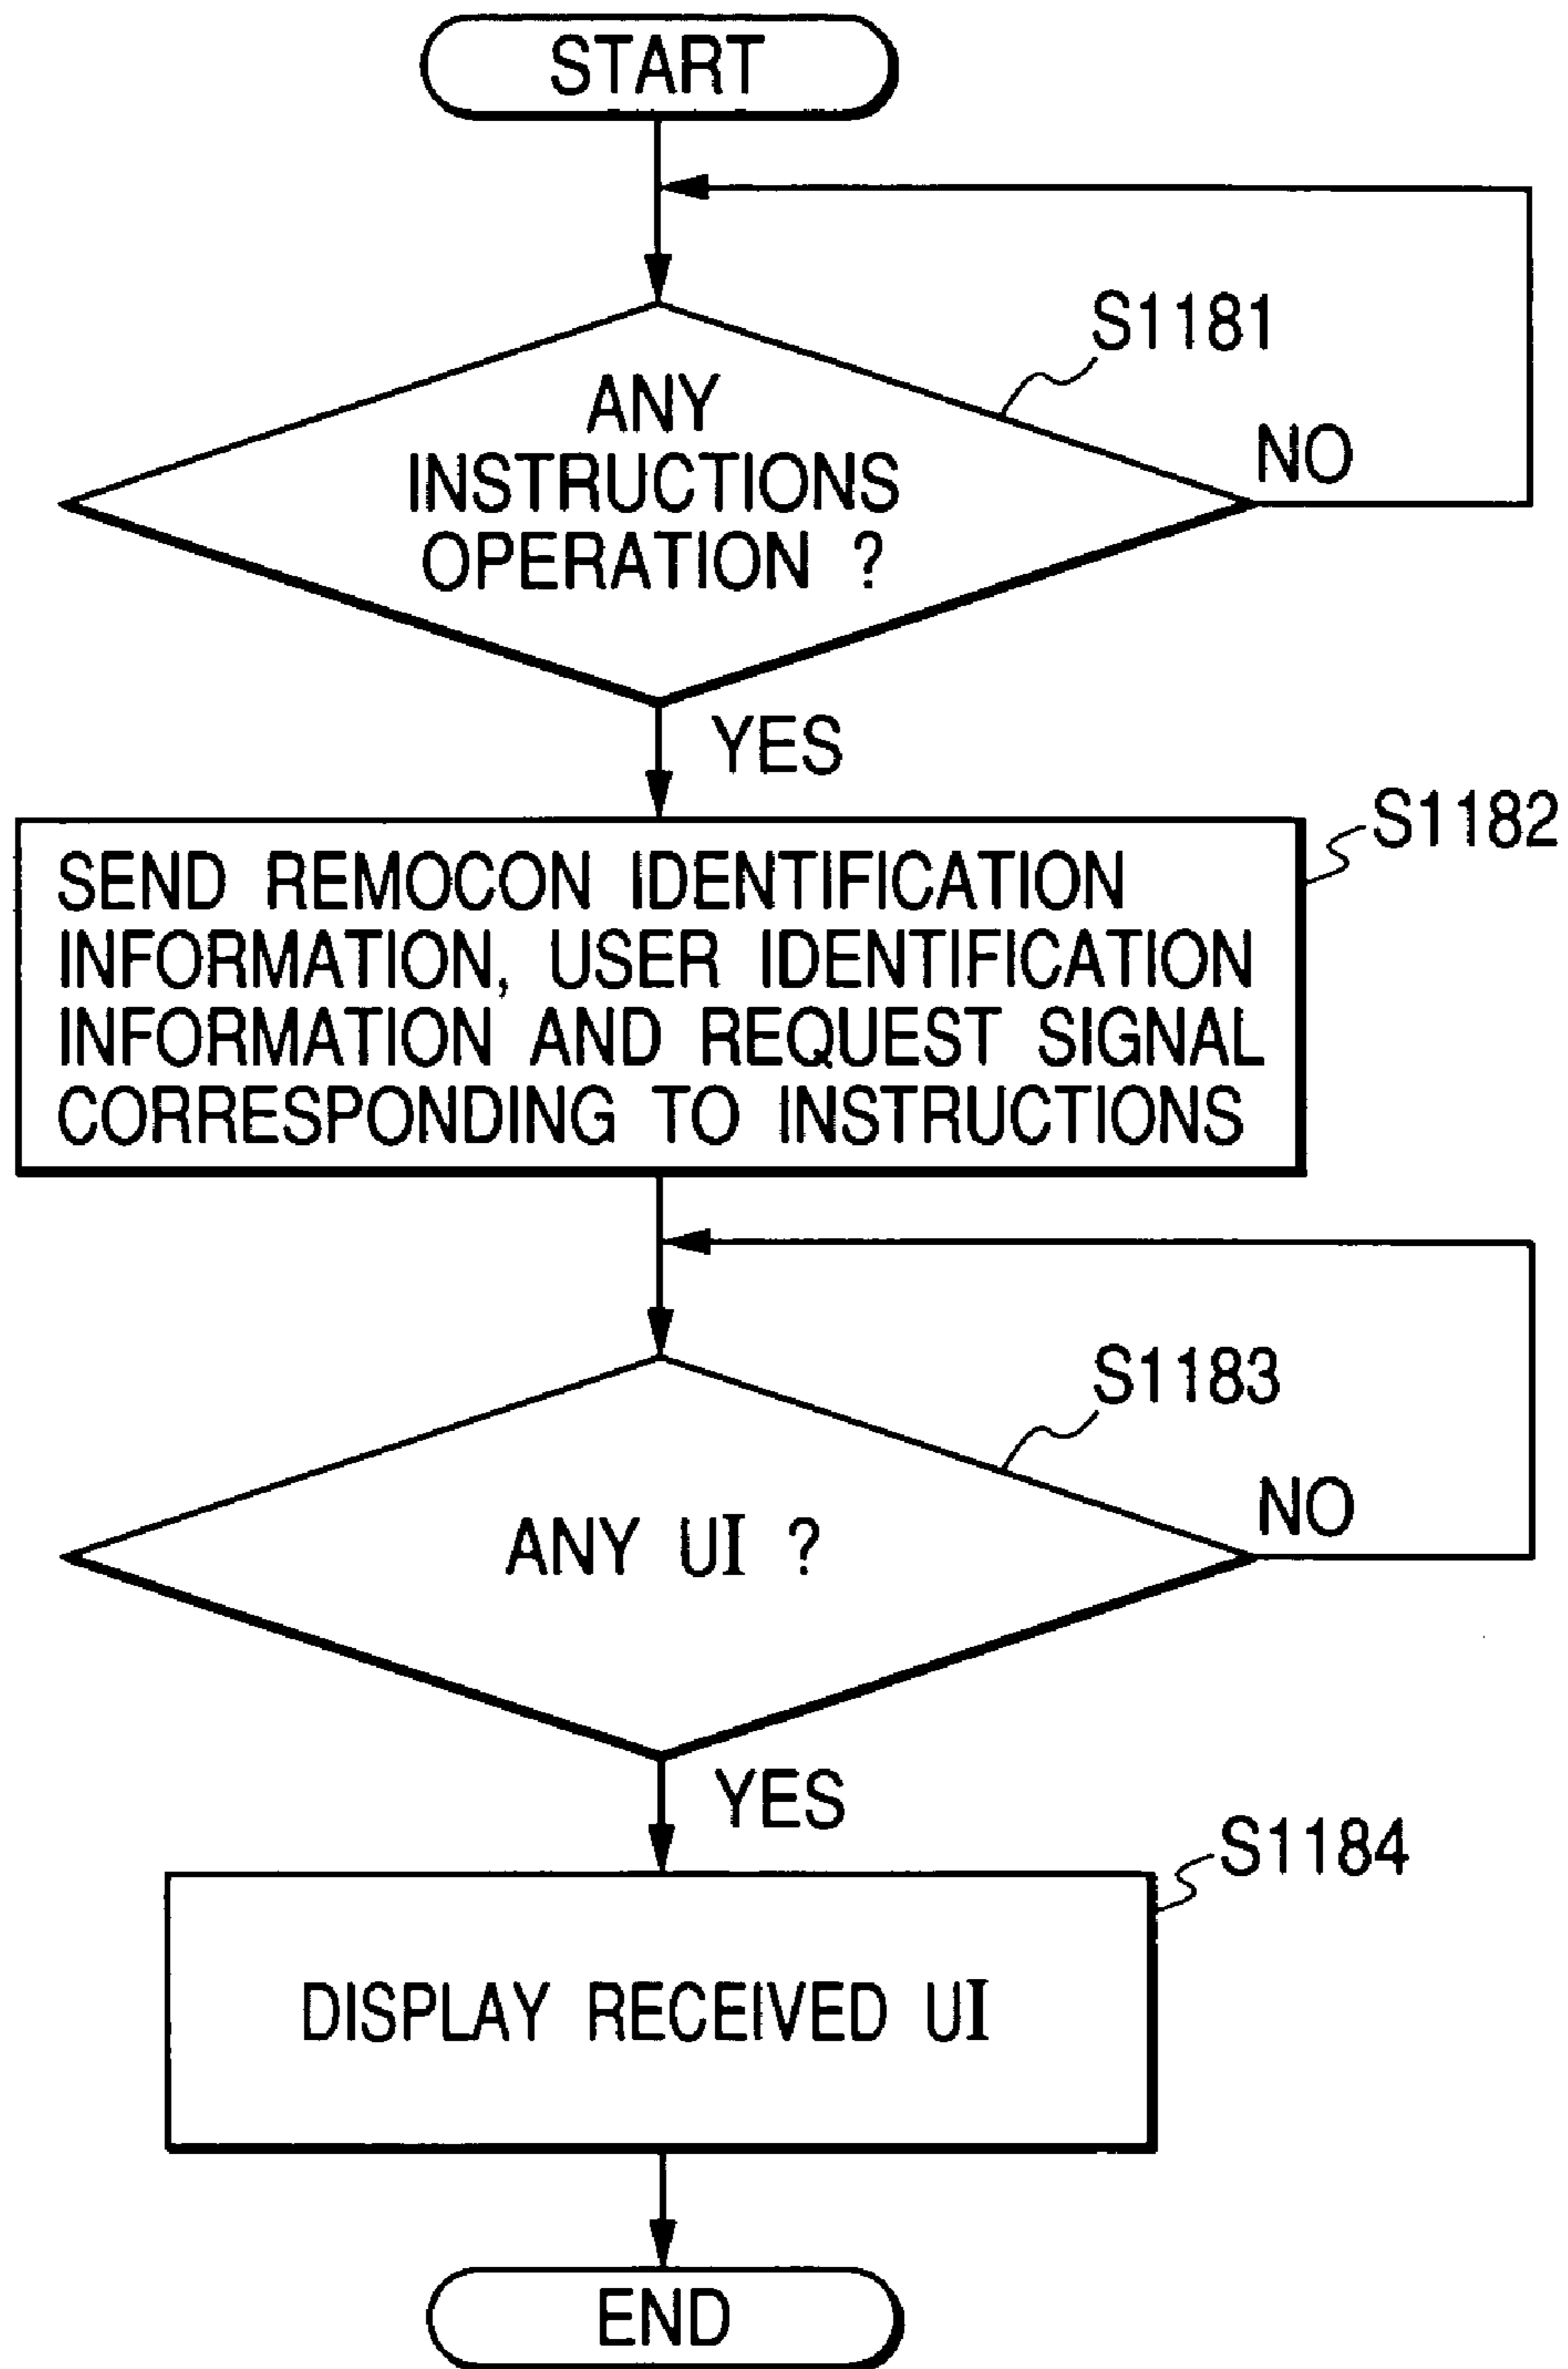 START
S1181
ANY
INSTRUCTIONS
OPERATION ?
NO
YES
S1182
SEND REMOCON IDENTIFICATION
INFORMATION, USER IDENTIFICATION
INFORMATION AND REQUEST SIGNAL
CORRESPONDING TO INSTRUCTIONS
S1183
ANY UI ?
NO
YES
S1184
DISPLAY RECEIVED UI
END